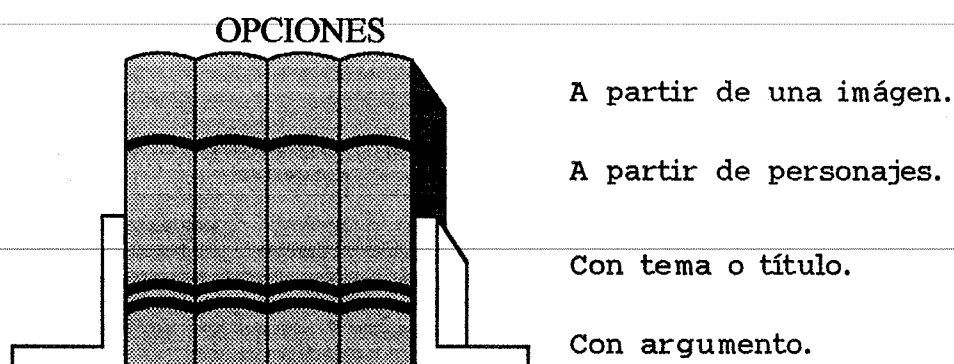 OPCIONES
A partir de una imágen.
A partir de personajes.
Con tema o título.
Con argumento.